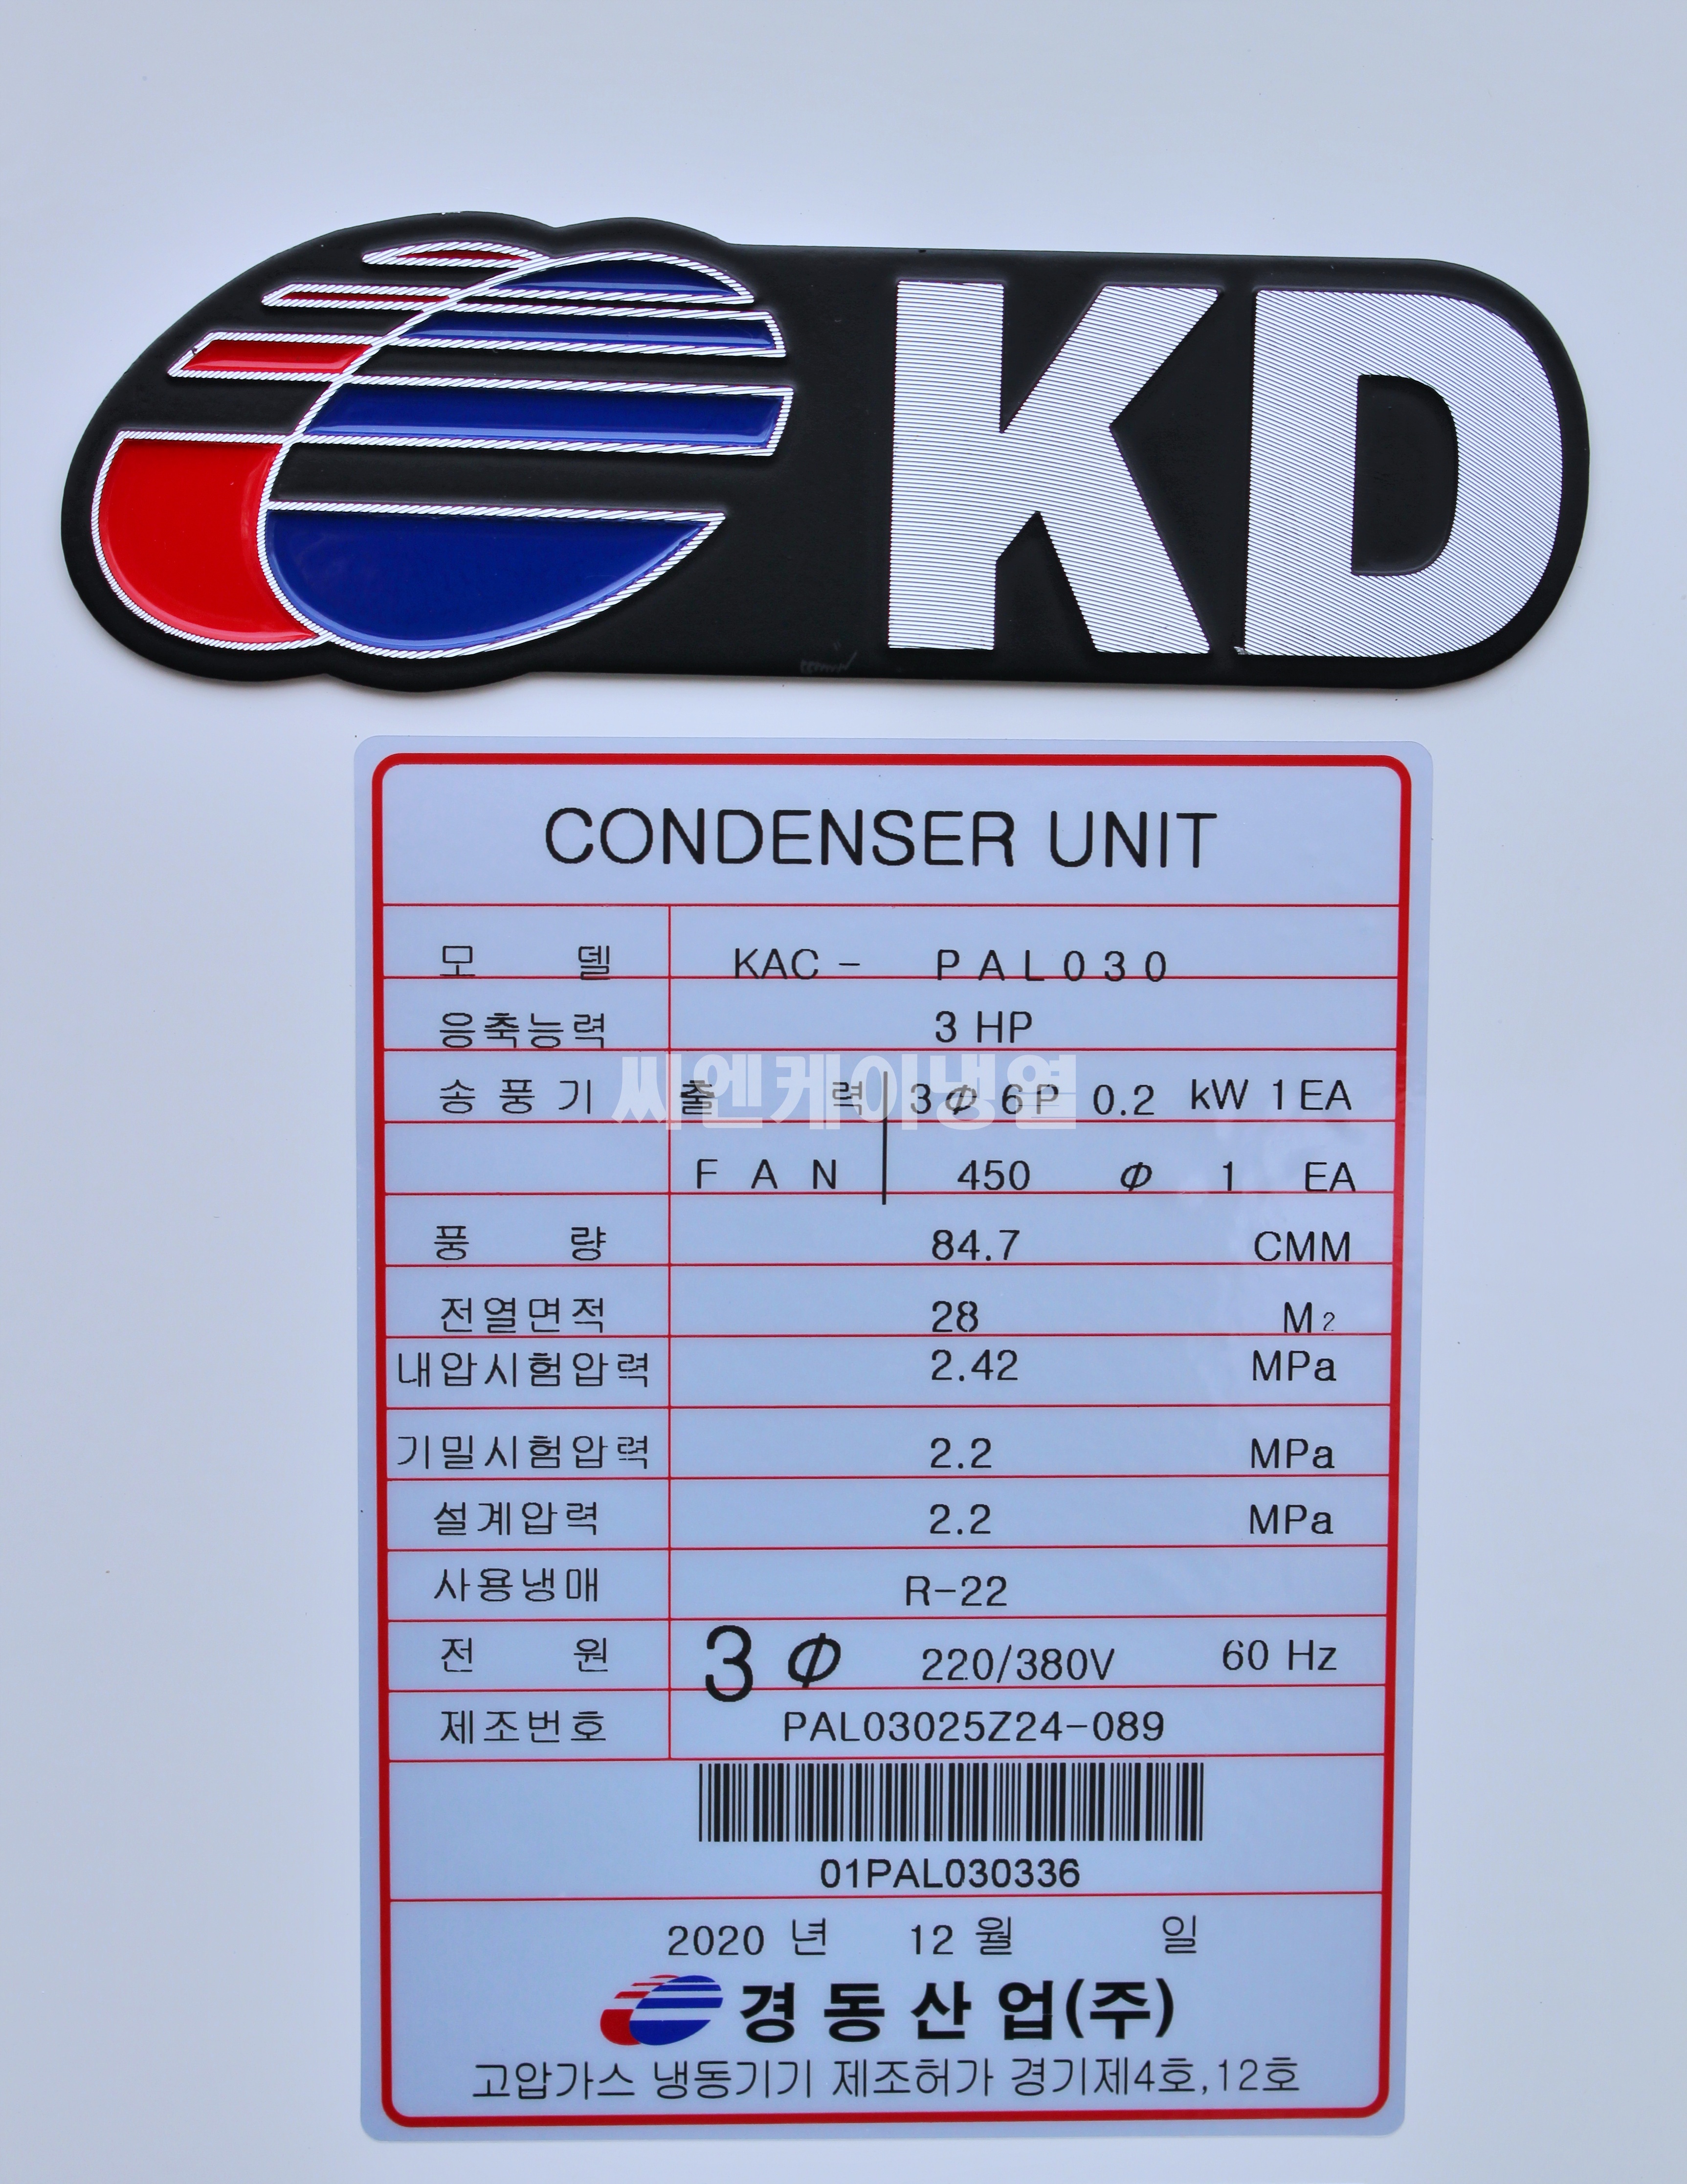 KD
CONDENSER UNIT
모 델 KAC - PAL030
응축능력 3 HP
송풍기 출 력 3Φ 6P 0.2 kW 1EA
씨엔케이냉열
FAN 450 Φ 1 EA
풍 량 84.7 CMM
전열면적 28 M2
내압시험압력 2.42 MPa
기밀시험압력 2.2 MPa
설계압력 2.2 MPa
사용냉매 R-22
전 원 3Φ 220/380V 60 Hz
제조번호 PAL03025Z24-089
01PAL030336
2020 년 12 월 일
경동산업(주)
고압가스 냉동기기 제조허가 경기제4호,12호